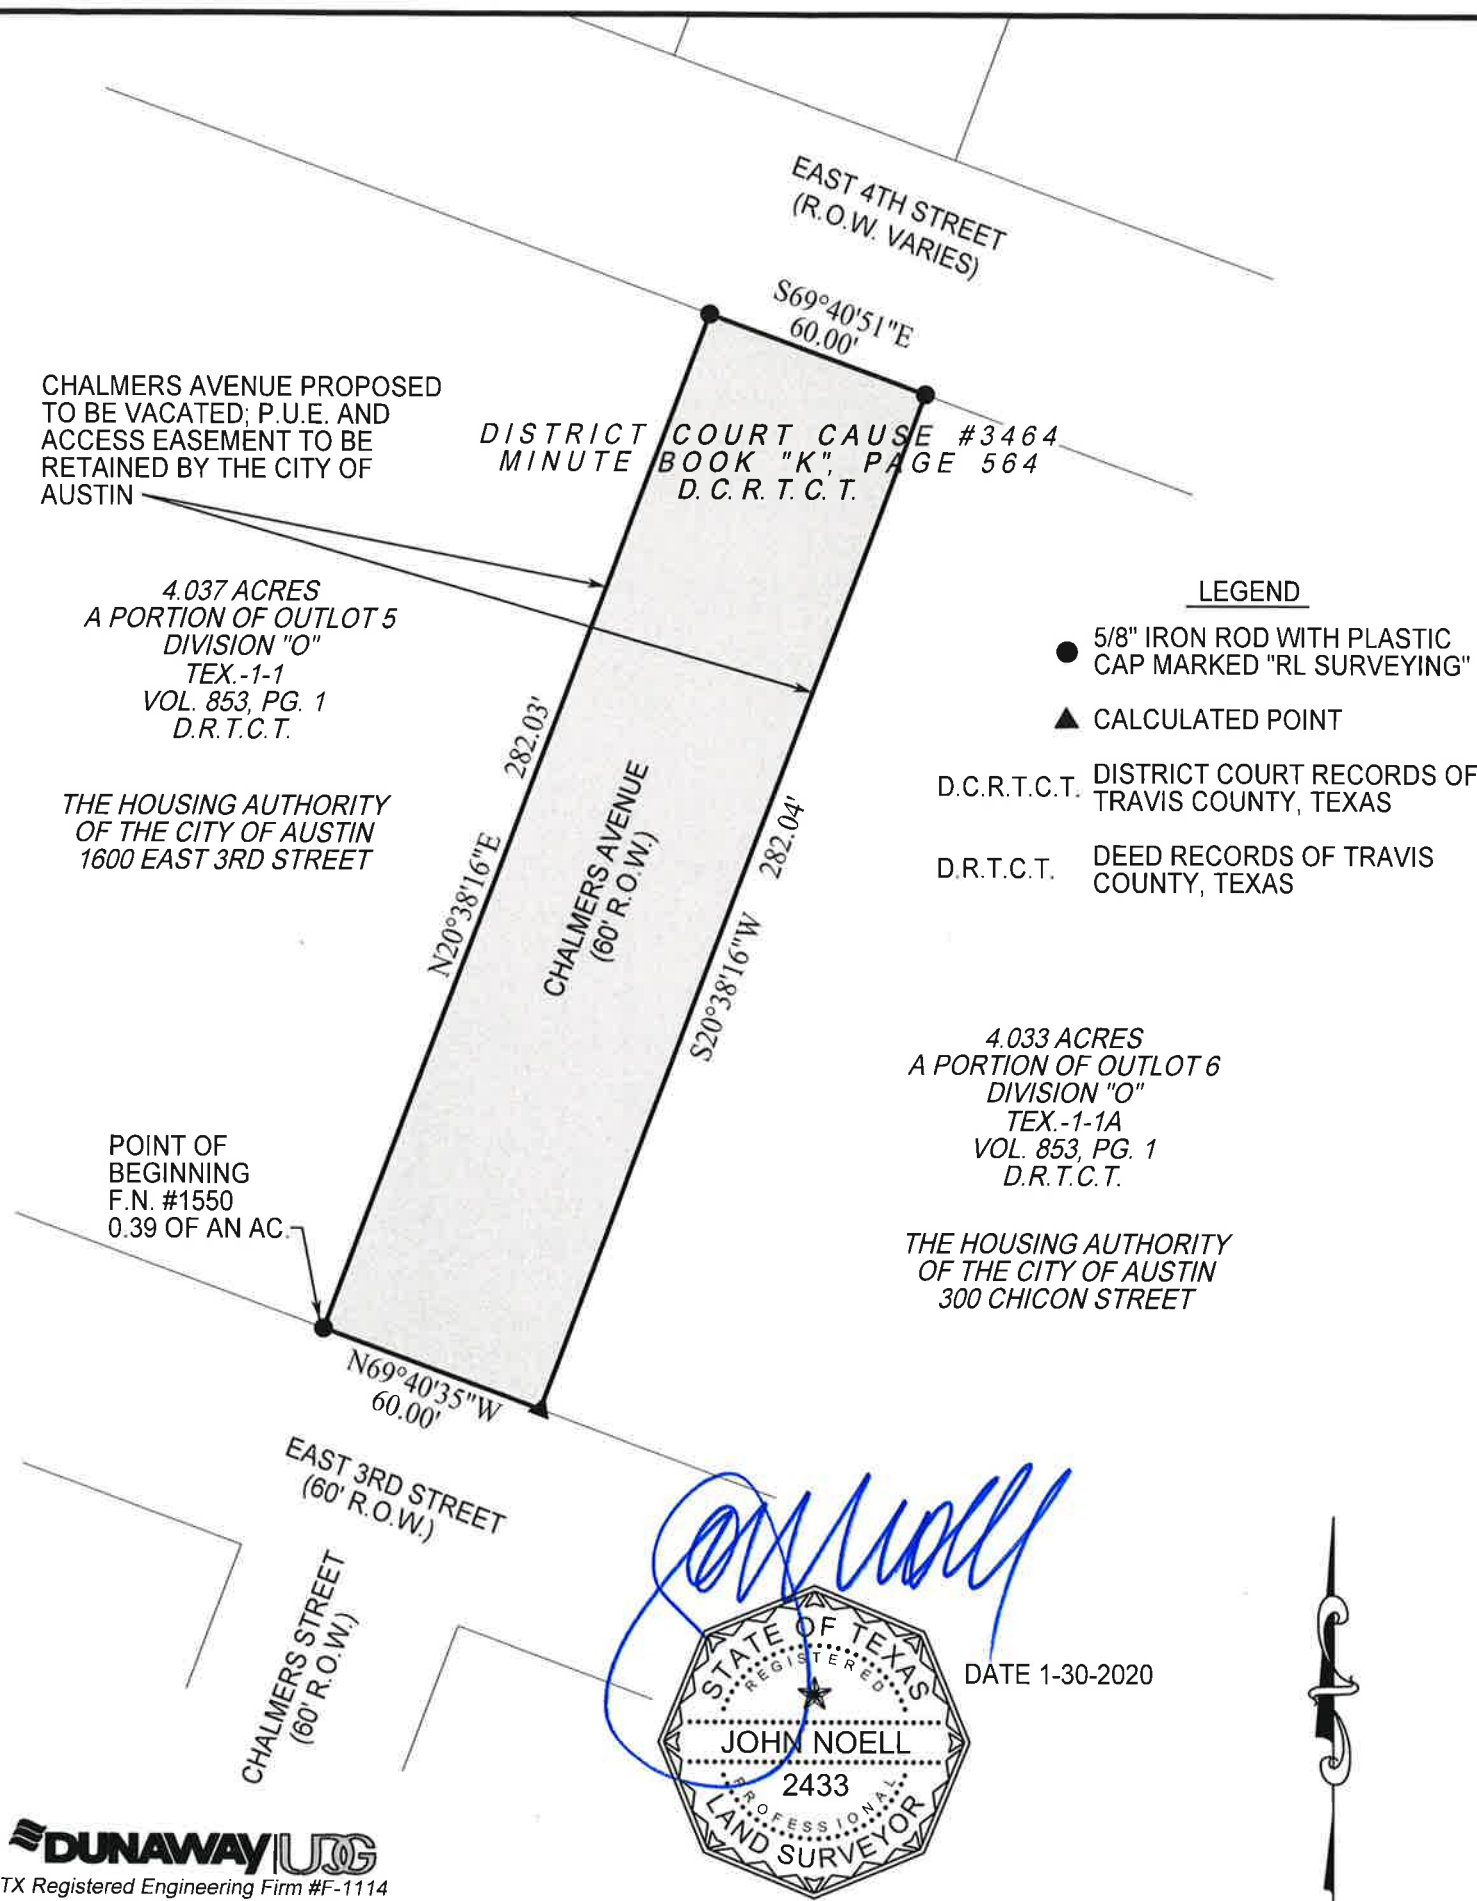 EAST 4TH STREET
(R.O.W. VARIES)
S69°40'51"E
60.00'
CHALMERS AVENUE PROPOSED
TO BE VACATED; P.U.E. AND
ACCESS EASEMENT TO BE
RETAINED BY THE CITY OF
AUSTIN
DISTRICT COURT CAUSE #3464
MINUTE BOOK "K", PAGE 564
D.C.R.T.C.T.
4.037 ACRES
A PORTION OF OUTLOT 5
DIVISION "O"
TEX.-1-1
VOL. 853, PG. 1
D.R.T.C.T.
THE HOUSING AUTHORITY
OF THE CITY OF AUSTIN
1600 EAST 3RD STREET
LEGEND
5/8" IRON ROD WITH PLASTIC
CAP MARKED "RL SURVEYING"
CALCULATED POINT
D.C.R.T.C.T. DISTRICT COURT RECORDS OF
TRAVIS COUNTY, TEXAS
D.R.T.C.T. DEED RECORDS OF TRAVIS
COUNTY, TEXAS
N20°38'16"E 282.03'
CHALMERS AVENUE
(60' R.O.W.)
S20°38'16"W 282.04'
4.033 ACRES
A PORTION OF OUTLOT 6
DIVISION "O"
TEX.-1-1A
VOL. 853, PG. 1
D.R.T.C.T.
THE HOUSING AUTHORITY
OF THE CITY OF AUSTIN
300 CHICON STREET
POINT OF
BEGINNING
F.N. #1550
0.39 OF AN AC.
N69°40'35"W
60.00'
EAST 3RD STREET
(60' R.O.W.)
CHALMERS STREET
(60' R.O.W.)
STATE OF TEXAS
REGISTERED
JOHN NOELL
2433
PROFESSIONAL
LAND SURVEYOR
DATE 1-30-2020
DUNAWAY|UDG
TX Registered Engineering Firm #F-1114